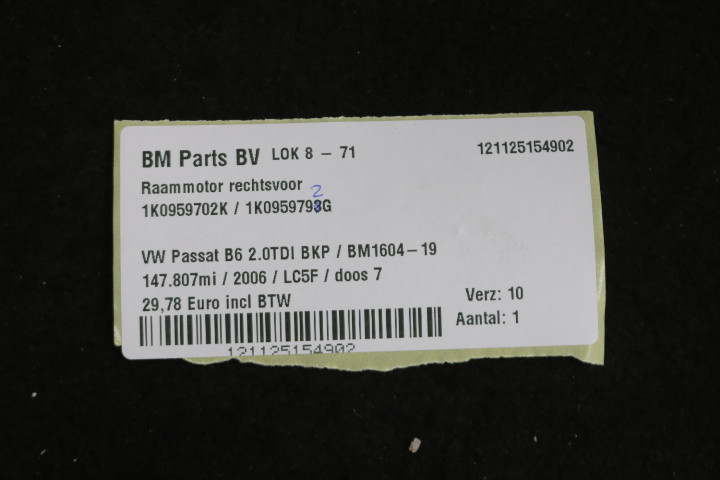 BM Parts BV LOK 8 - 71 121125154902
Raammotor rechtsvoor
2
1K0959702K / 1K0959793G
VW Passat B6 2.0TDI BKP / BM1604-19
147.807mi / 2006 / LC5F / doos 7
29,78 Euro incl BTW
Verz: 10
Aantal: 1
121125154902